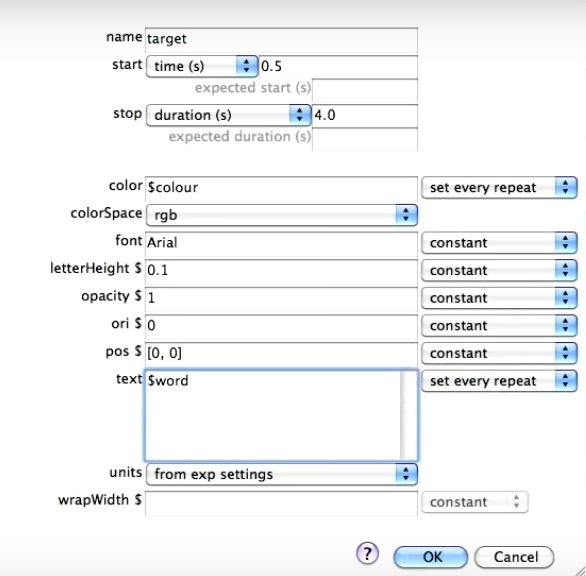 name target
start time (s) 0.5
expected start (s)
stop duration (s) 4.0
expected duration (s)
color $colour set every repeat
colorSpace rgb
font Arial constant
letterHeight $ 0.1 constant
opacity $ 1 constant
ori $ 0 constant
pos $ [0, 0] constant
text $word set every repeat
units from exp settings
wrapWidth $ constant
? OK Cancel